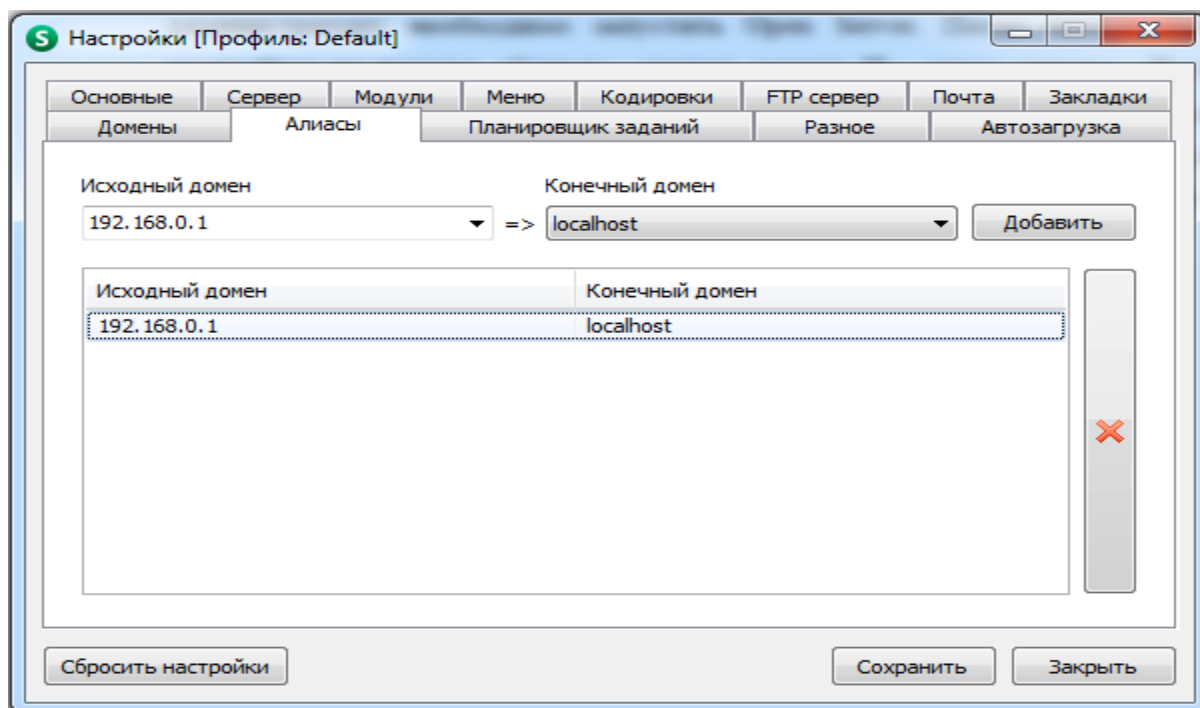 Настройки [Профиль: Default]
Основные Сервер Модули Меню Кодировки FTP сервер Почта Закладки
Домены Алиасы Планировщик заданий Разное Автозагрузка
Исходный домен Конечный домен
192.168.0.1 => localhost Добавить
Исходный домен Конечный домен
192.168.0.1 localhost
Сбросить настройки Сохранить Закрыть